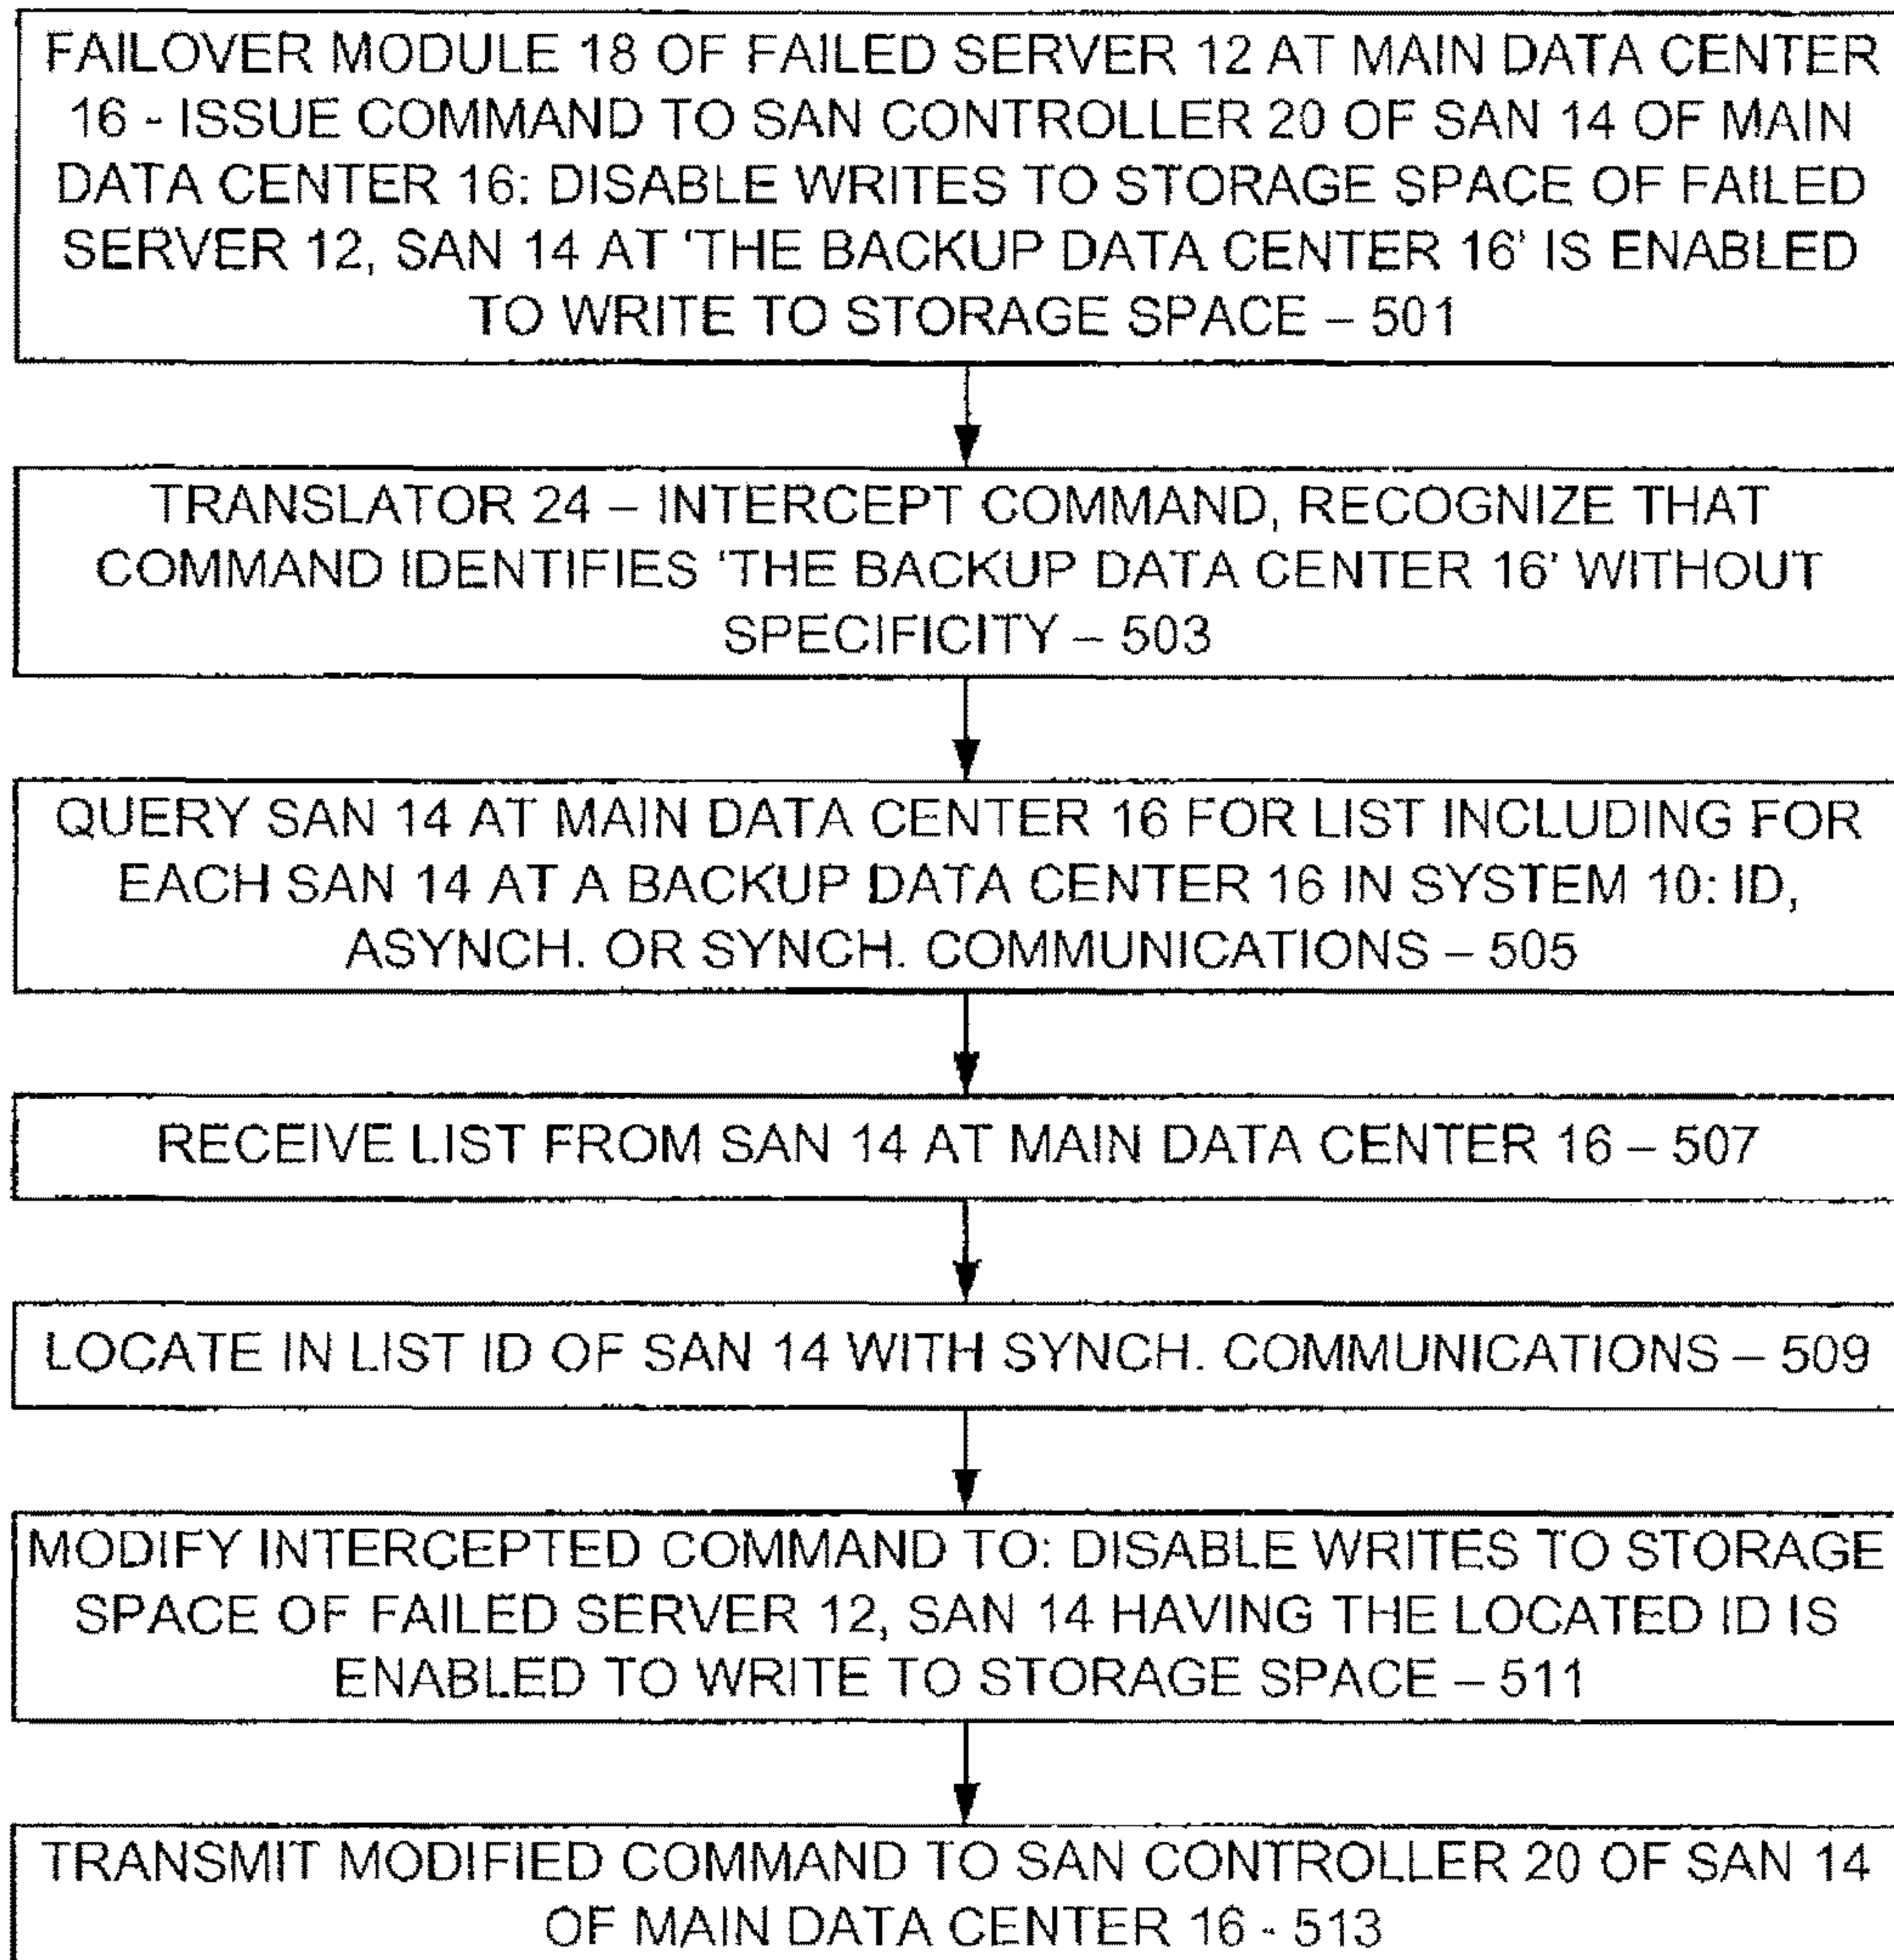 FAILOVER MODULE 18 OF FAILED SERVER 12 AT MAIN DATA CENTER
16 - ISSUE COMMAND TO SAN CONTROLLER 20 OF SAN 14 OF MAIN
DATA CENTER 16: DISABLE WRITES TO STORAGE SPACE OF FAILED
SERVER 12, SAN 14 AT 'THE BACKUP DATA CENTER 16' IS ENABLED
TO WRITE TO STORAGE SPACE – 501
TRANSLATOR 24 – INTERCEPT COMMAND, RECOGNIZE THAT
COMMAND IDENTIFIES 'THE BACKUP DATA CENTER 16' WITHOUT
SPECIFICITY – 503
QUERY SAN 14 AT MAIN DATA CENTER 16 FOR LIST INCLUDING FOR
EACH SAN 14 AT A BACKUP DATA CENTER 16 IN SYSTEM 10: ID,
ASYNCH. OR SYNCH. COMMUNICATIONS – 505
RECEIVE LIST FROM SAN 14 AT MAIN DATA CENTER 16 – 507
LOCATE IN LIST ID OF SAN 14 WITH SYNCH. COMMUNICATIONS – 509
MODIFY INTERCEPTED COMMAND TO: DISABLE WRITES TO STORAGE
SPACE OF FAILED SERVER 12, SAN 14 HAVING THE LOCATED ID IS
ENABLED TO WRITE TO STORAGE SPACE – 511
TRANSMIT MODIFIED COMMAND TO SAN CONTROLLER 20 OF SAN 14
OF MAIN DATA CENTER 16 - 513